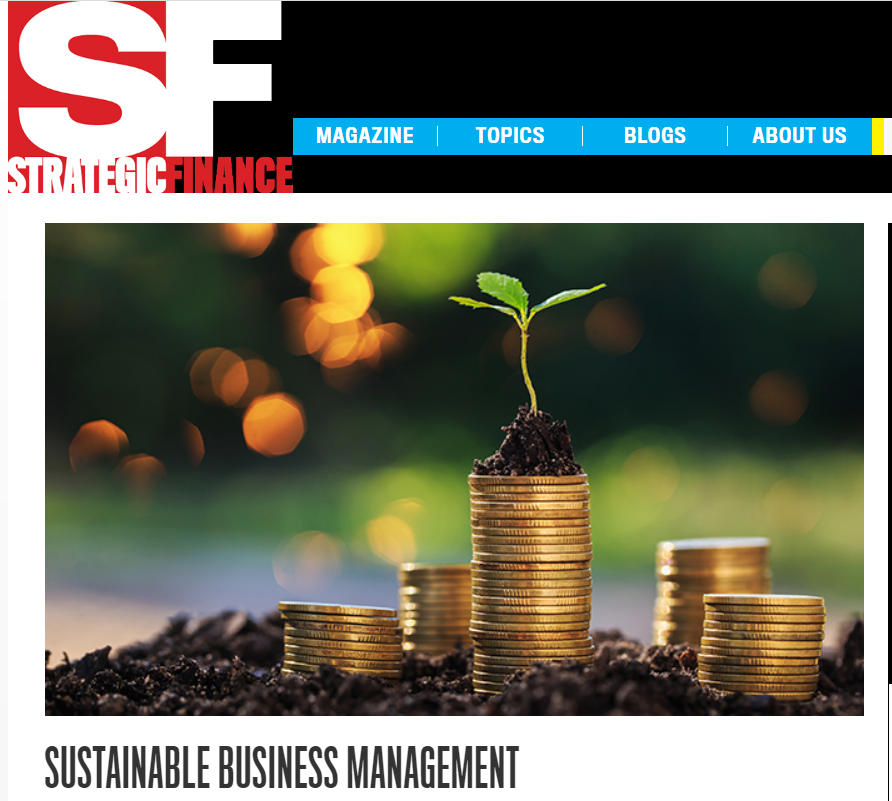 SF
STRATEGICFINANCE
MAGAZINE
TOPICS
BLOGS
ABOUT US
SUSTAINABLE BUSINESS MANAGEMENT